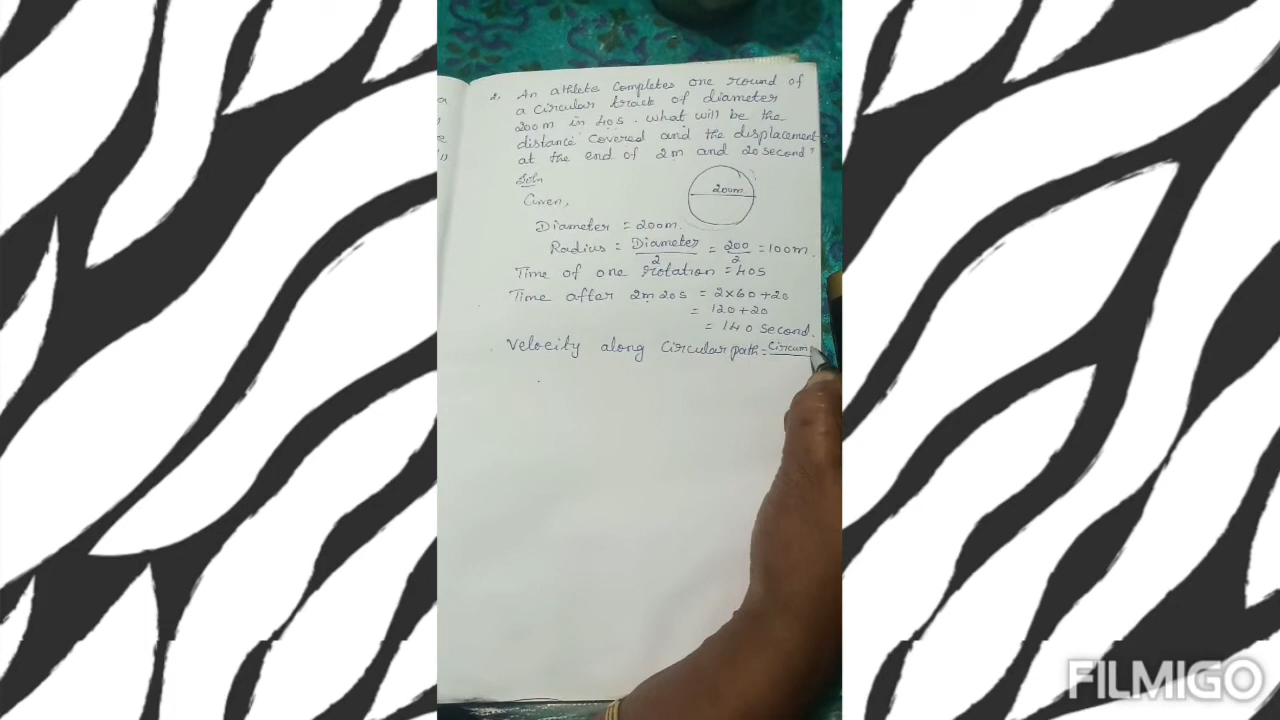 2. An athlete completes one round of
a circular track of diameter
200m in 40s. what will be the
distance covered and the displacement
at the end of 2m and 20 second?
Soln
Given,
200m
Diameter = 200m.
Radius = Diameter/2 = 200/2 = 100m.
Time of one rotation = 40s
Time after 2m 20s = 2x60+20
= 120+20
= 140 second.
Velocity along Circular path = Circum
FILMIGO